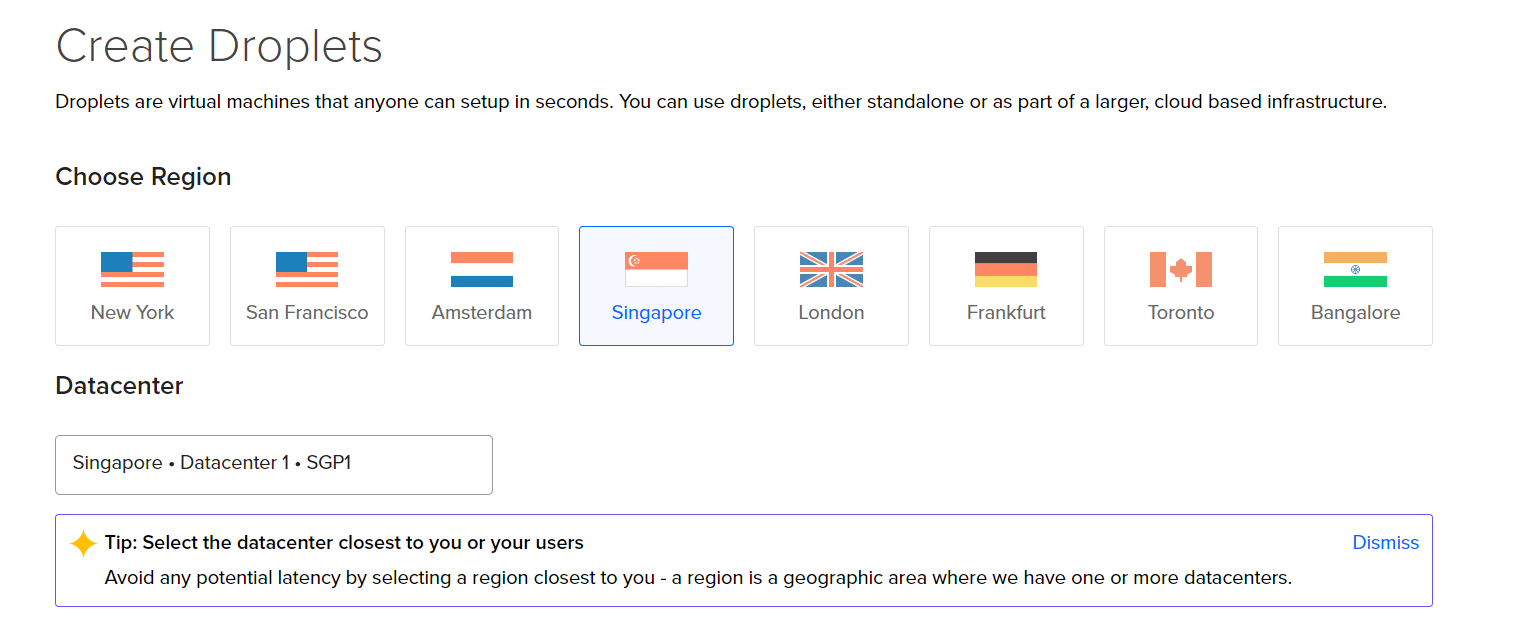 Create Droplets
Droplets are virtual machines that anyone can setup in seconds. You can use droplets, either standalone or as part of a larger, cloud based infrastructure.
Choose Region
New York
San Francisco
Amsterdam
Singapore
London
Frankfurt
Toronto
Bangalore
Datacenter
Singapore • Datacenter 1 • SGP1
Tip: Select the datacenter closest to you or your users
Dismiss
Avoid any potential latency by selecting a region closest to you - a region is a geographic area where we have one or more datacenters.